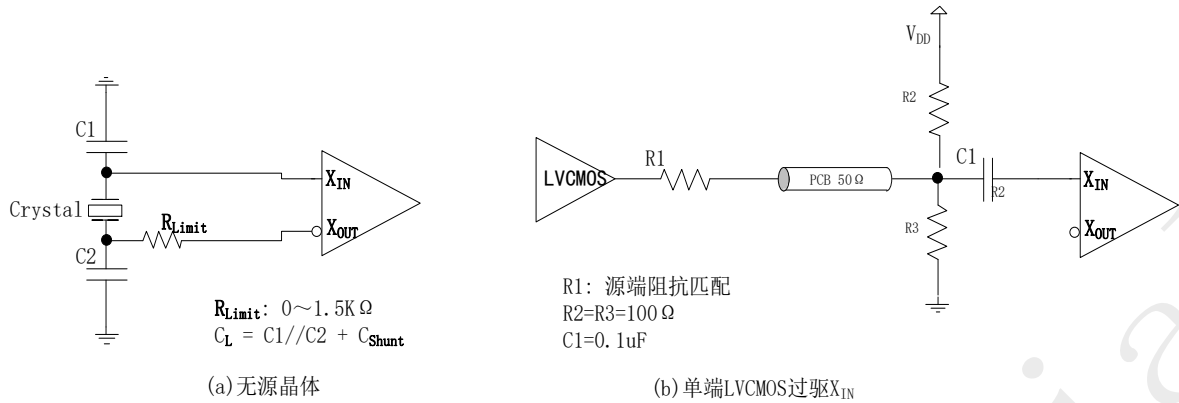 C1
Crystal
RLimit
C2
XIN
XOUT
RLimit: 0～1.5KΩ
CL = C1//C2 + CShunt
(a)无源晶体
VDD
R2
LVCMOS
R1
PCB 50Ω
C1
R2
R3
XIN
XOUT
R1: 源端阻抗匹配
R2=R3=100Ω
C1=0.1uF
(b)单端LVCMOS过驱XIN